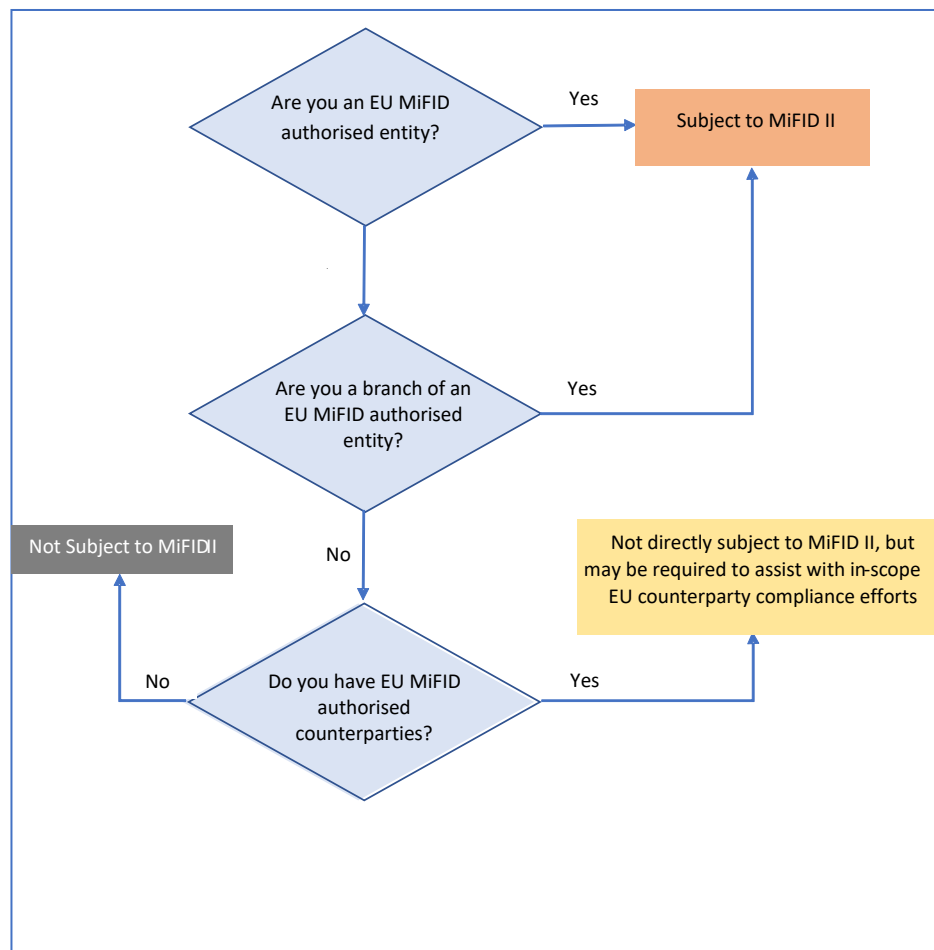 Are you an EU MiFID
authorised entity?
Yes
Subject to MiFID II
Are you a branch of an
EU MiFID authorised
entity?
Yes
No
Not Subject to MiFIDII
Not directly subject to MiFID II, but
may be required to assist with in-scope
EU counterparty compliance efforts
Do you have EU MiFID
authorised
counterparties?
No
Yes